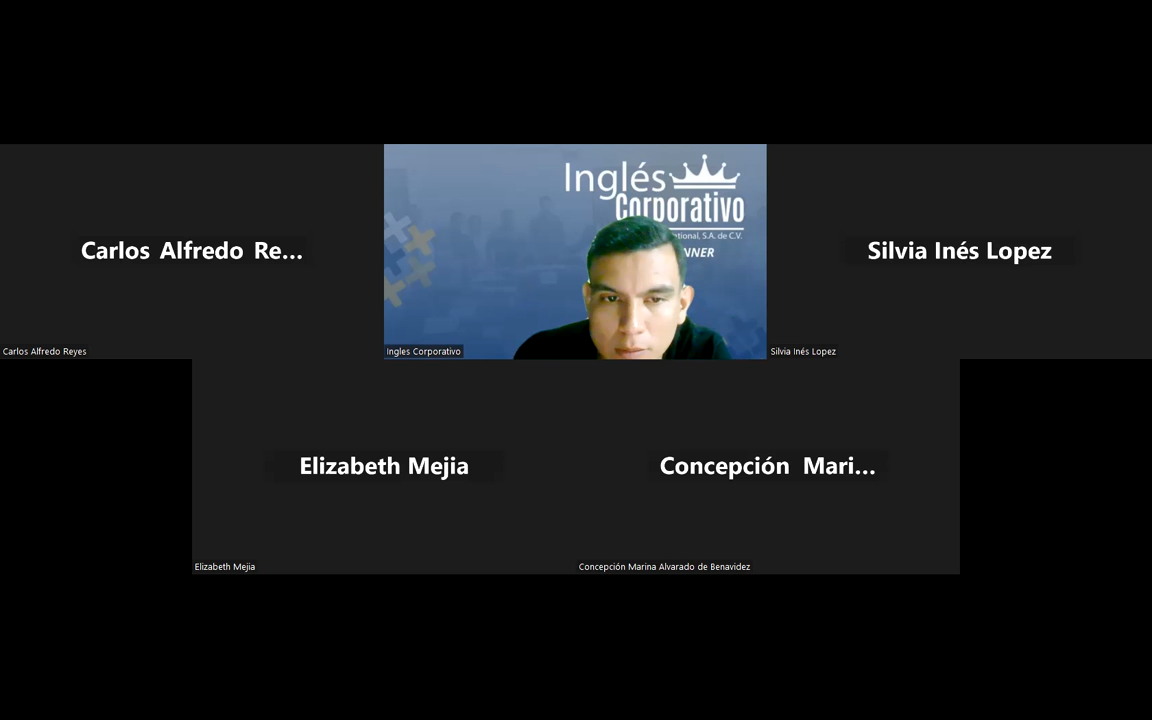 Inglés
Corporativo
national, S.A. de C.V.
NNER
Carlos Alfredo Re...
Silvia Inés Lopez
Carlos Alfredo Reyes
Ingles Corporativo
Silvia Inés Lopez
Elizabeth Mejia
Concepción Mari...
Elizabeth Mejia
Concepción Marina Alvarado de Benavidez